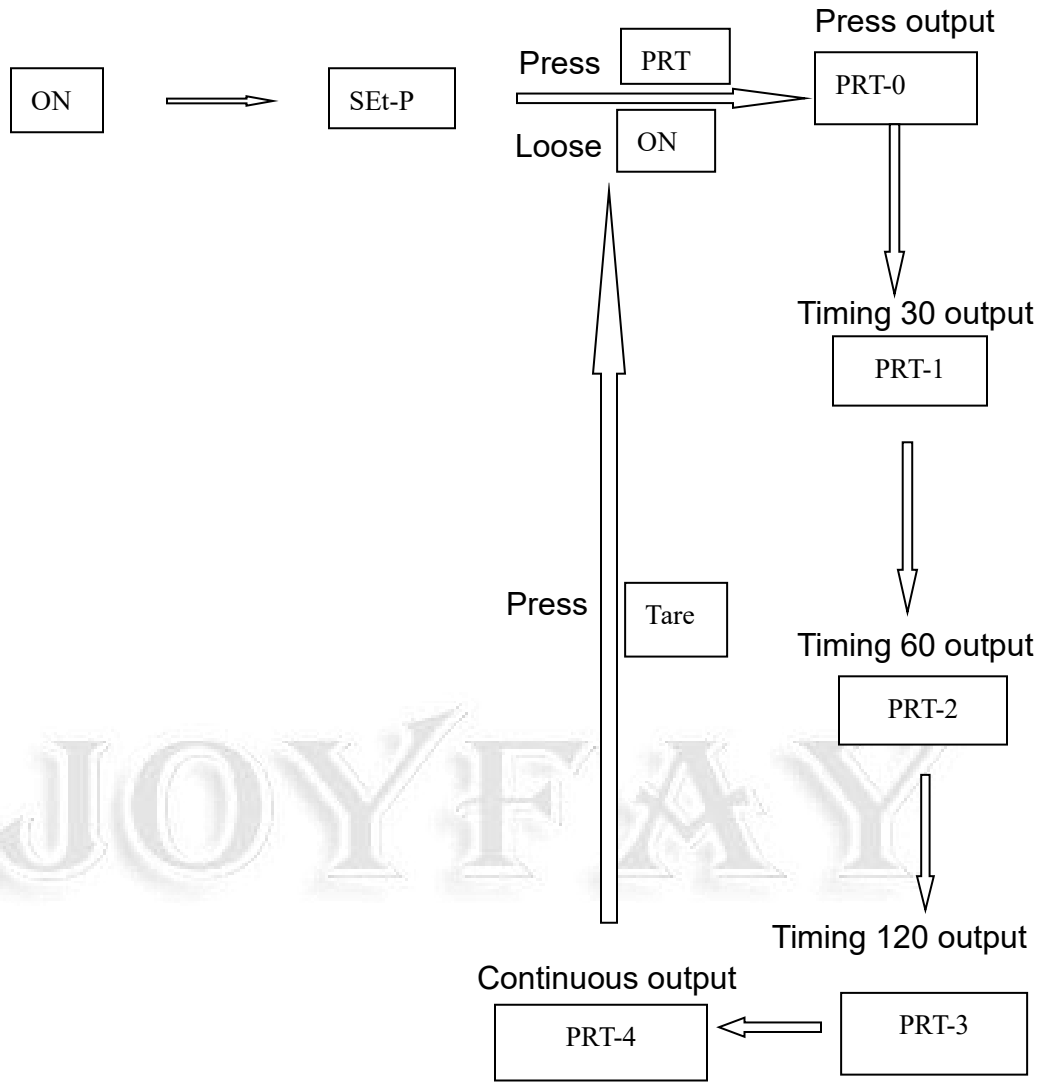 Press output
ON
SEt-P
Press PRT
PRT-0
Loose ON
Timing 30 output
PRT-1
Press Tare
Timing 60 output
PRT-2
JOYFAY
Timing 120 output
Continuous output
PRT-4
PRT-3